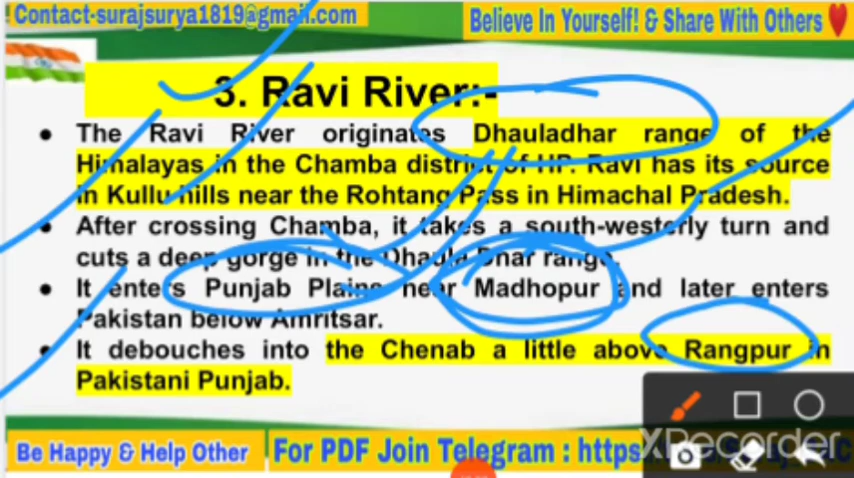 Contact-surajsurya1819@gmail.com
Believe In Yourself! & Share With Others
3. Ravi River:-
● The Ravi River originates Dhauladhar range of the
Himalayas in the Chamba district of HP. Ravi has its source
in Kullu hills near the Rohtang Pass in Himachal Pradesh.
● After crossing Chamba, it takes a south-westerly turn and
cuts a deep gorge in the Dhaula Dhar range.
● It enters Punjab Plains near Madhopur and later enters
Pakistan below Amritsar.
● It debouches into the Chenab a little above Rangpur in
Pakistani Punjab.
XRecorder
Be Happy & Help Other
For PDF Join Telegram : https